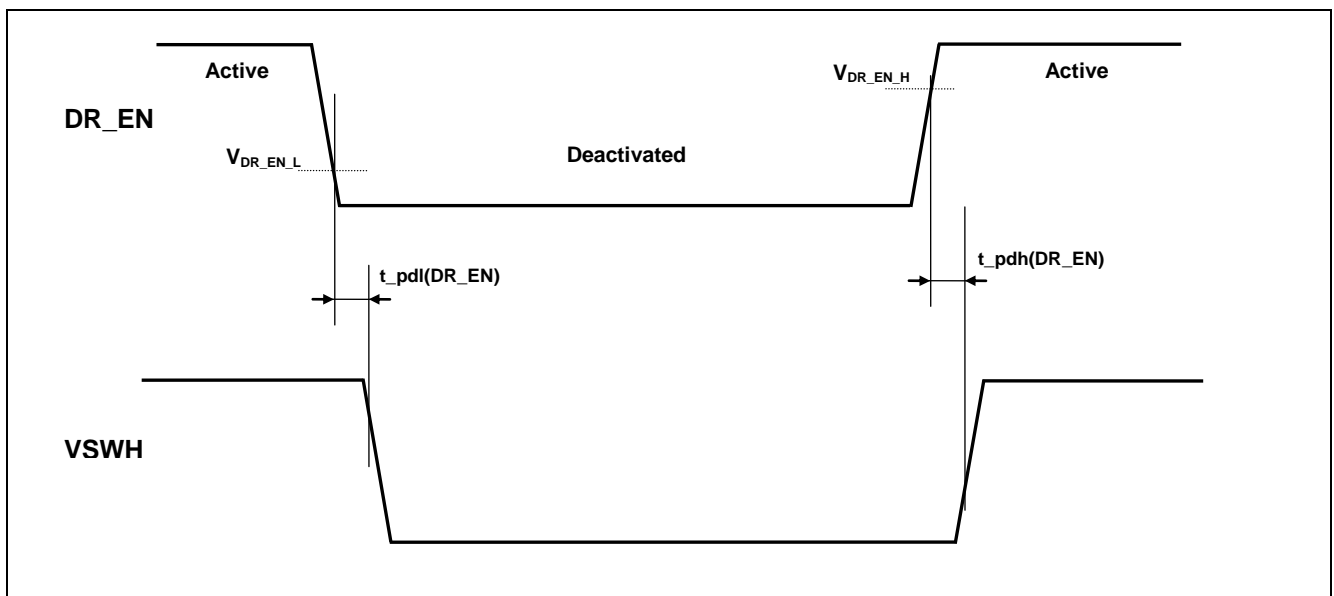 Active
V_DR_EN_H
Active
DR_EN
V_DR_EN_L
Deactivated
t_pdl(DR_EN)
t_pdh(DR_EN)
VSWH